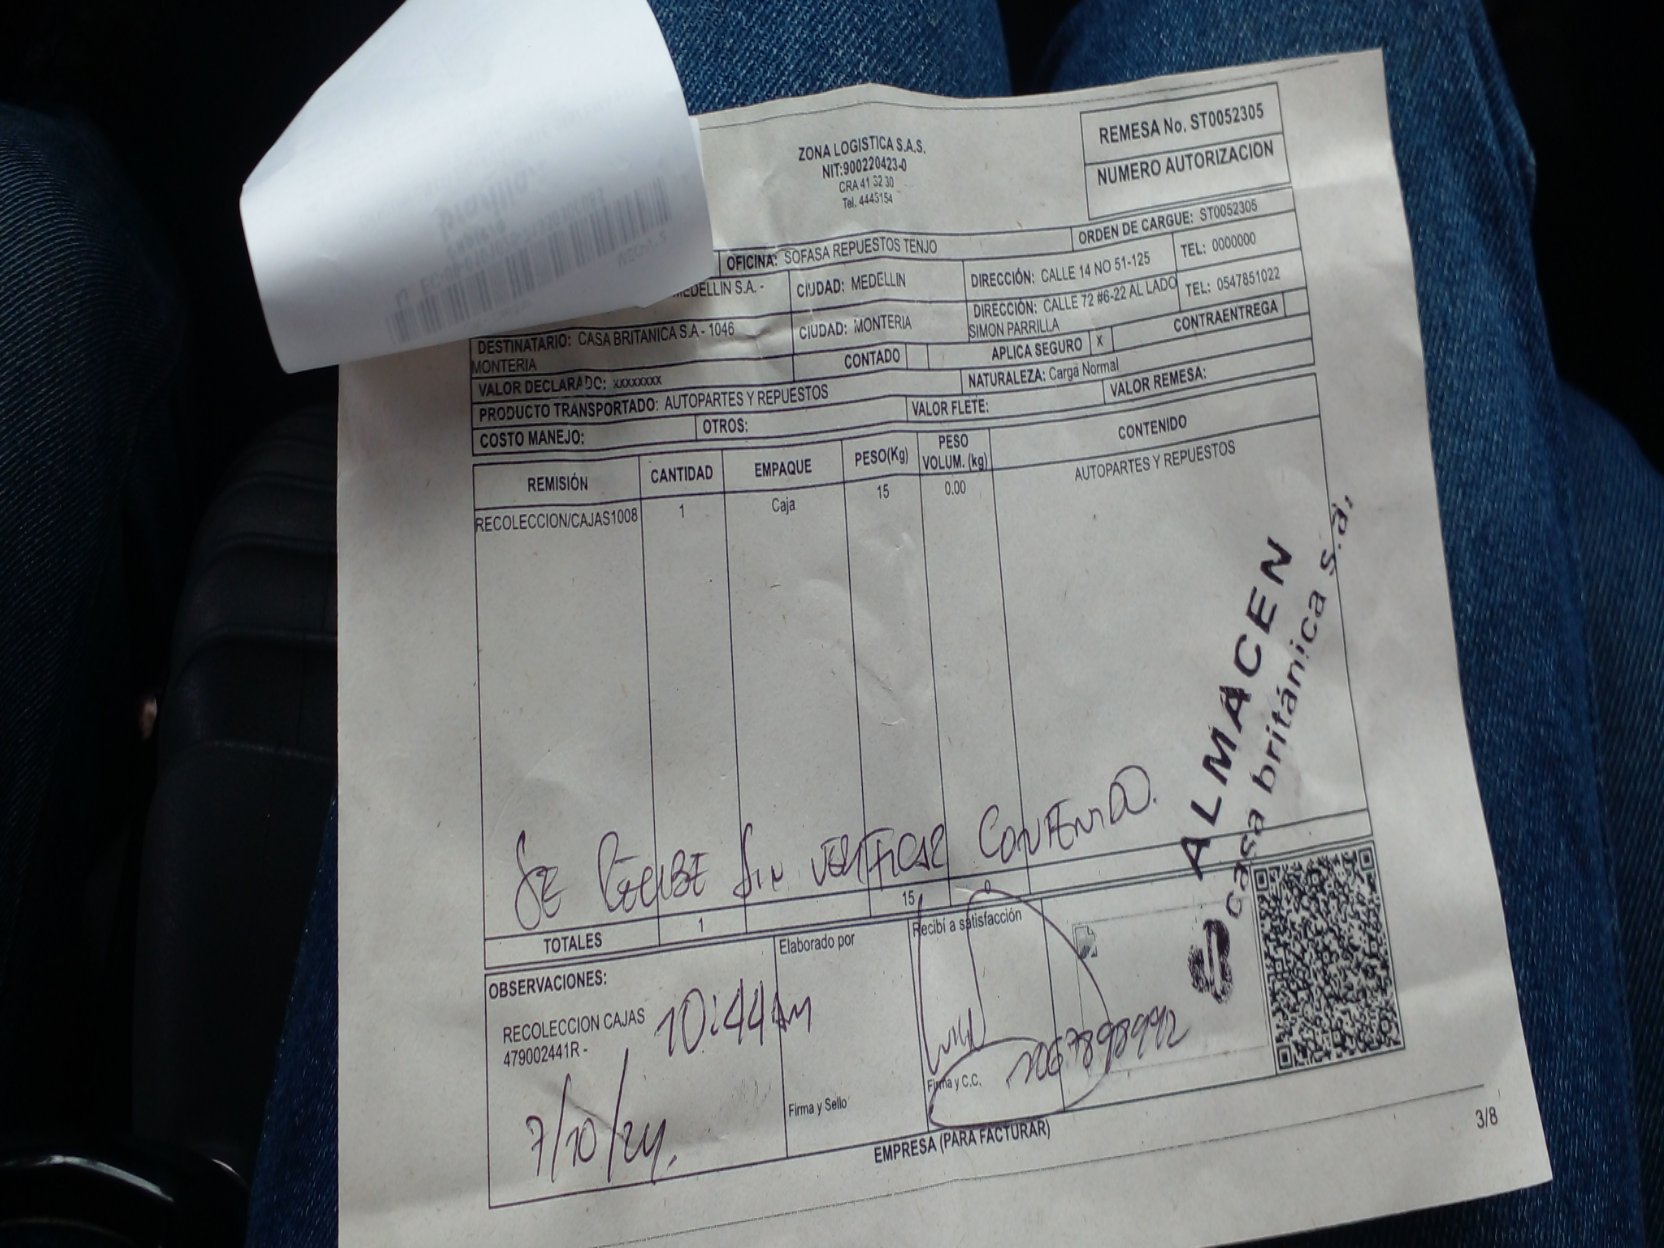 ZONA LOGISTICA S.A.S.
NIT:900220423-0
CRA 41 32 30
Tel. 4445154
REMESA No. ST0052305
NUMERO AUTORIZACION
OFICINA: SOFASA REPUESTOS TENJO
ORDEN DE CARGUE: ST0052305
MEDELLIN S.A. -
CIUDAD: MEDELLIN
DIRECCIÓN: CALLE 14 NO 51-125
TEL: 0000000
DESTINATARIO: CASA BRITANICA S.A - 1046
MONTERIA
CIUDAD: MONTERIA
DIRECCIÓN: CALLE 72 #6-22 AL LADO
SIMON PARRILLA
TEL: 0547851022
VALOR DECLARADO: xxxxxxxx
CONTADO
APLICA SEGURO X
CONTRAENTREGA
PRODUCTO TRANSPORTADO: AUTOPARTES Y REPUESTOS
NATURALEZA: Carga Normal
COSTO MANEJO:
OTROS:
VALOR FLETE:
VALOR REMESA:
REMISIÓN CANTIDAD EMPAQUE PESO(Kg) PESO VOLUM. (kg) CONTENIDO
RECOLECCION/CAJAS1008 1 Caja 15 0.00 AUTOPARTES Y REPUESTOS
ALMACEN
casa británica s.a.
SE RECIBE SIN VERIFICAR CONTENIDO.
TOTALES 1 15 0
OBSERVACIONES:
RECOLECCION CAJAS
479002441R -
10:44AM
7/10/24.
Elaborado por
Firma y Sello
Recibí a satisfacción
Firma y C.C.
1067898992
EMPRESA (PARA FACTURAR)
3/8